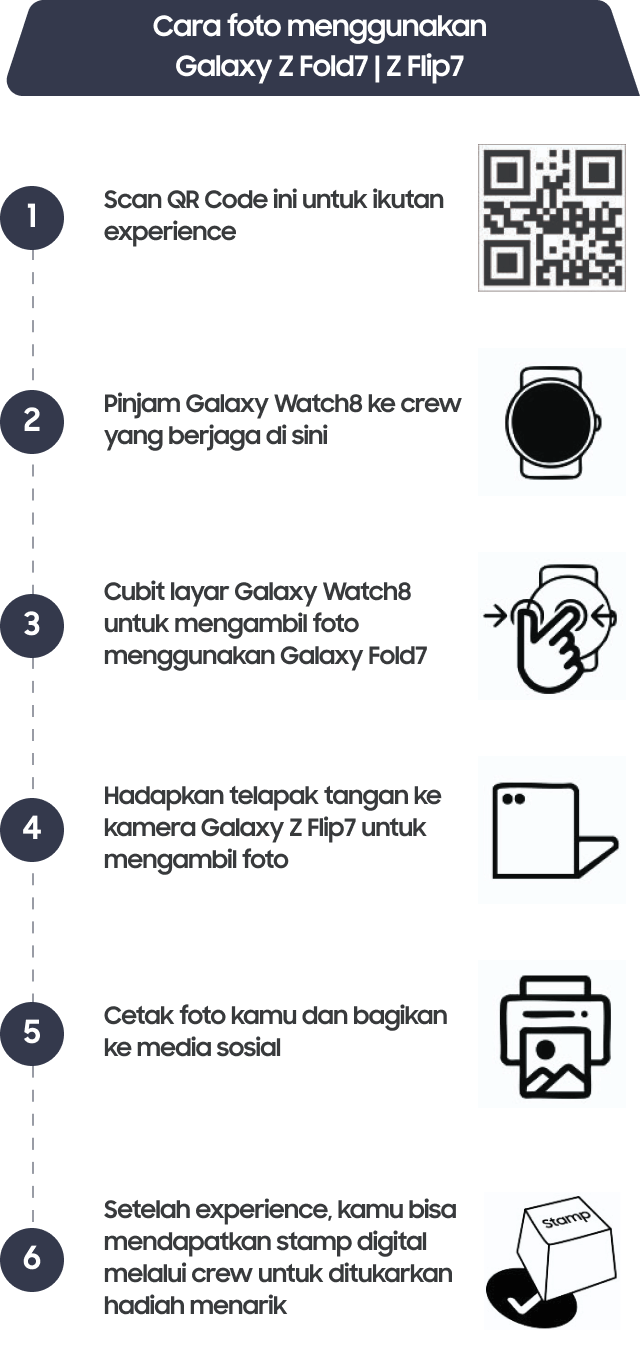 Cara foto menggunakan
Galaxy Z Fold7 | Z Flip7
1
Scan QR Code ini untuk ikutan
experience
2
Pinjam Galaxy Watch8 ke crew
yang berjaga di sini
3
Cubit layar Galaxy Watch8
untuk mengambil foto
menggunakan Galaxy Fold7
4
Hadapkan telapak tangan ke
kamera Galaxy Z Flip7 untuk
mengambil foto
5
Cetak foto kamu dan bagikan
ke media sosial
6
Setelah experience, kamu bisa
mendapatkan stamp digital
melalui crew untuk ditukarkan
hadiah menarik
Stamp